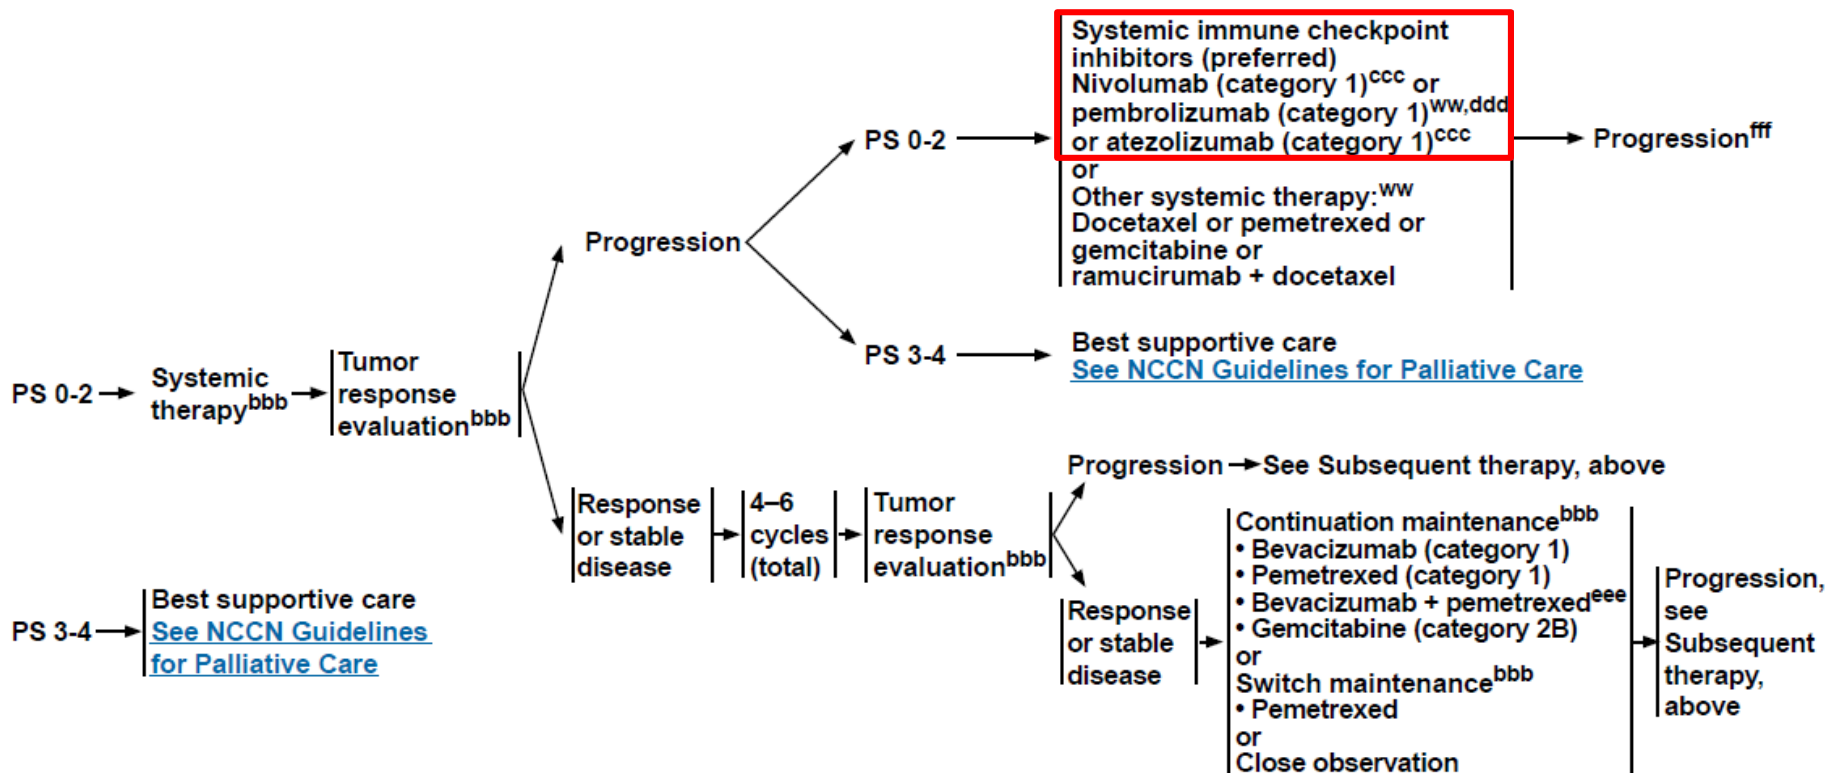 Systemic immune checkpoint
inhibitors (preferred)
Nivolumab (category 1)ccc or
pembrolizumab (category 1)ww,ddd
or atezolizumab (category 1)ccc
or
Other systemic therapy:ww
Docetaxel or pemetrexed or
gemcitabine or
ramucirumab + docetaxel
PS 0-2
Progressionfff
Progression
PS 3-4
Best supportive care
See NCCN Guidelines for Palliative Care
PS 0-2
Systemic
therapybbb
Tumor
response
evaluationbbb
Response
or stable
disease
4–6
cycles
(total)
Tumor
response
evaluationbbb
Progression
See Subsequent therapy, above
Response
or stable
disease
Continuation maintenancebbb
• Bevacizumab (category 1)
• Pemetrexed (category 1)
• Bevacizumab + pemetrexedeee
• Gemcitabine (category 2B)
or
Switch maintenancebbb
• Pemetrexed
or
Close observation
Progression,
see
Subsequent
therapy,
above
PS 3-4
Best supportive care
See NCCN Guidelines
for Palliative Care